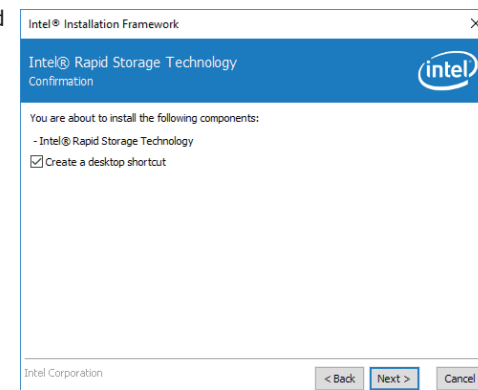 d
Intel® Installation Framework
Intel® Rapid Storage Technology
Confirmation
intel
You are about to install the following components:
- Intel® Rapid Storage Technology
Create a desktop shortcut
Intel Corporation
< Back Next > Cancel